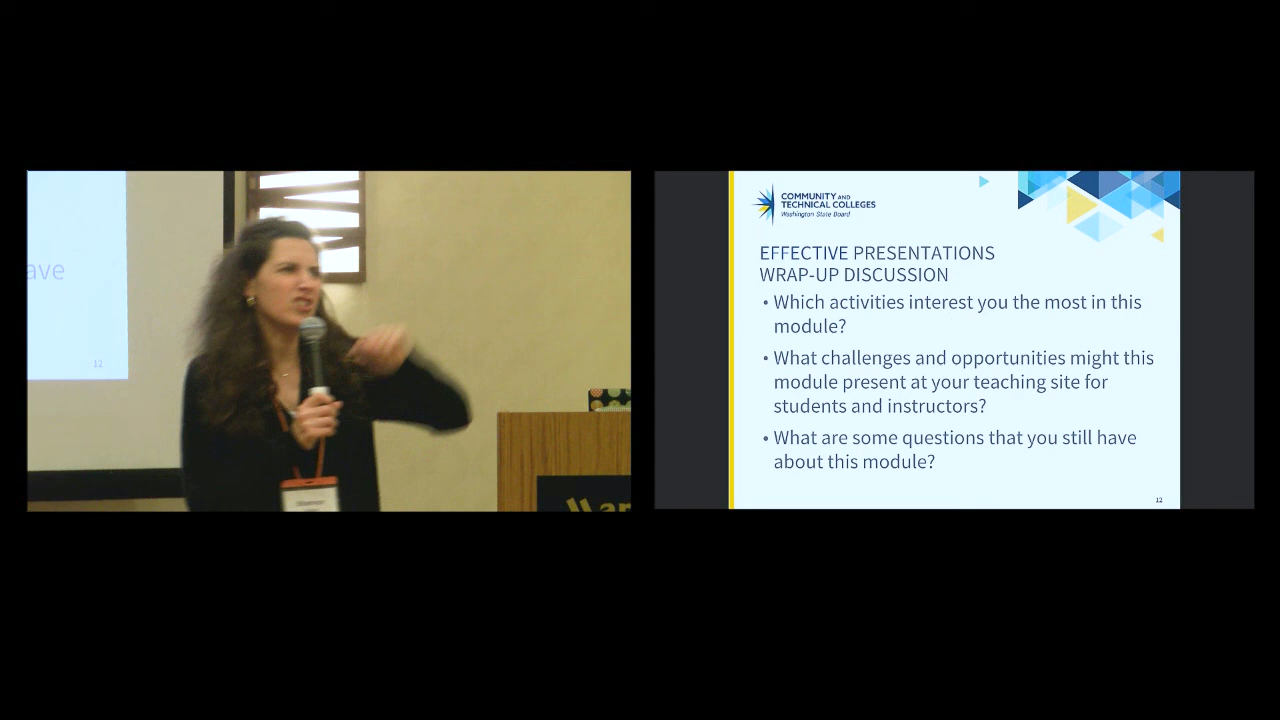 ave
12
COMMUNITY AND
TECHNICAL COLLEGES
Washington State Board
EFFECTIVE PRESENTATIONS
WRAP-UP DISCUSSION
• Which activities interest you the most in this
module?
• What challenges and opportunities might this
module present at your teaching site for
students and instructors?
• What are some questions that you still have
about this module?
12